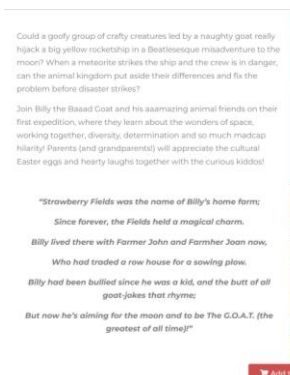 Could a goofy group of crafty creatures led by a naughty goat really
hijack a big yellow rocketship in a Beatlesesque misadventure to the
moon? When a meteorite strikes the ship and the crew is in danger,
can the animal kingdom put aside their differences and fix the
problem before disaster strikes?
Join Billy the Baaad Goat and his aaamazing animal friends on their
first expedition, where they learn about the wonders of space,
working together, diversity, determination and so much madcap
hilarity! Parents (and grandparents!) will appreciate the cultural
Easter eggs and hearty laughs together with the curious kiddos!
"Strawberry Fields was the name of Billy's home farm;
Since forever, the Fields held a magical charm.
Billy lived there with Farmer John and Farmher Joan now,
Who had traded a row house for a sowing plow.
Billy had been bullied since he was a kid, and the butt of all
goat-jokes that rhyme;
But now he's aiming for the moon and to be The G.O.A.T. (the
greatest of all time)!"
Add